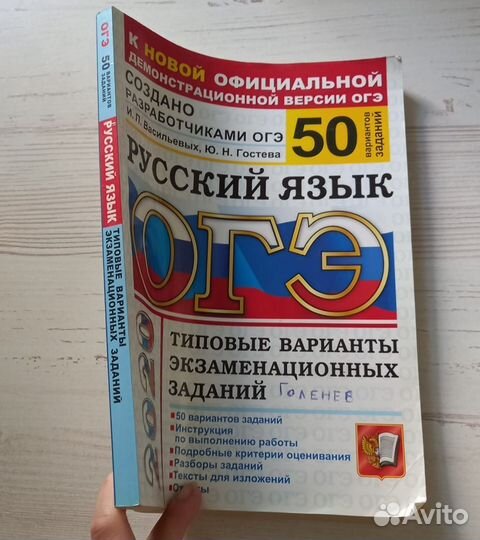 ОГЭ 50 ВАРИАНТОВ ЗАДАНИЙ
РУССКИЙ ЯЗЫК
ТИПОВЫЕ ВАРИАНТЫ
ЭКЗАМЕНАЦИОННЫХ ЗАДАНИЙ
К НОВОЙ ОФИЦИАЛЬНОЙ
ДЕМОНСТРАЦИОННОЙ ВЕРСИИ ОГЭ
СОЗДАНО
РАЗРАБОТЧИКАМИ ОГЭ
И. П. Васильевых, Ю. Н. Гостева
50 вариантов заданий
РУССКИЙ ЯЗЫК
ОГЭ
2020
ТИПОВЫЕ ВАРИАНТЫ
ЭКЗАМЕНАЦИОННЫХ
ЗАДАНИЙ Голенев
• 50 вариантов заданий
• Инструкция
по выполнению работы
• Подробные критерии оценивания
• Разборы заданий
• Тексты для изложений
Avito